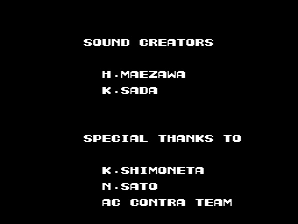 SOUND CREATORS
H.MAEZAWA
K.SADA
SPECIAL THANKS TO
K.SHIMONETA
N.SATO
AC CONTRA TEAM